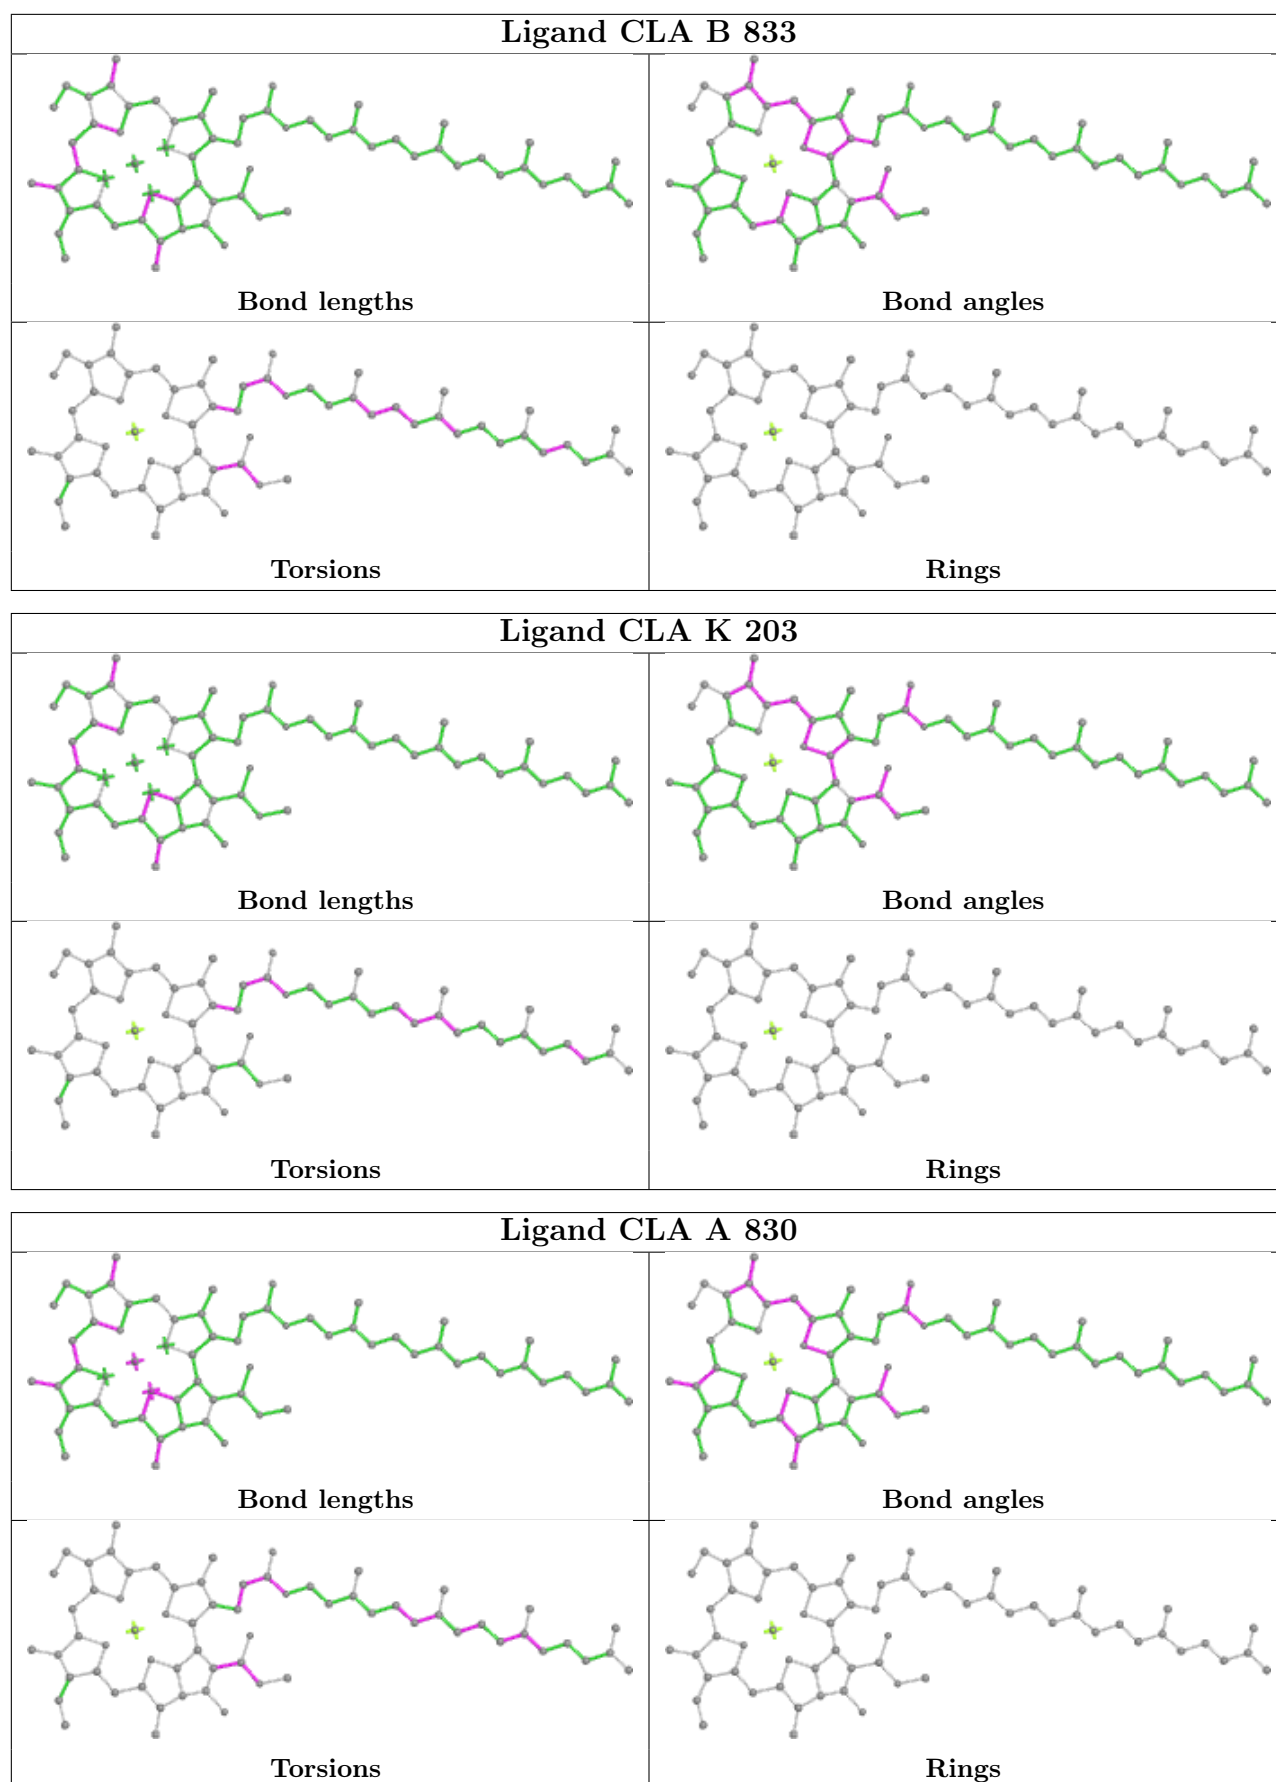 Ligand CLA B 833
Bond lengths
Bond angles
Torsions
Rings
Ligand CLA K 203
Bond lengths
Bond angles
Torsions
Rings
Ligand CLA A 830
Bond lengths
Bond angles
Torsions
Rings